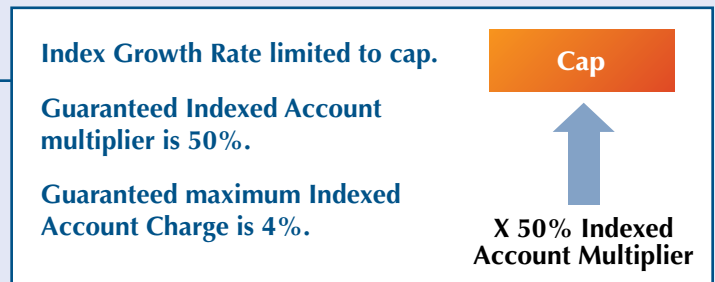 Index Growth Rate limited to cap.
Guaranteed Indexed Account
multiplier is 50%.
Guaranteed maximum Indexed
Account Charge is 4%.
Cap
X 50% Indexed
Account Multiplier